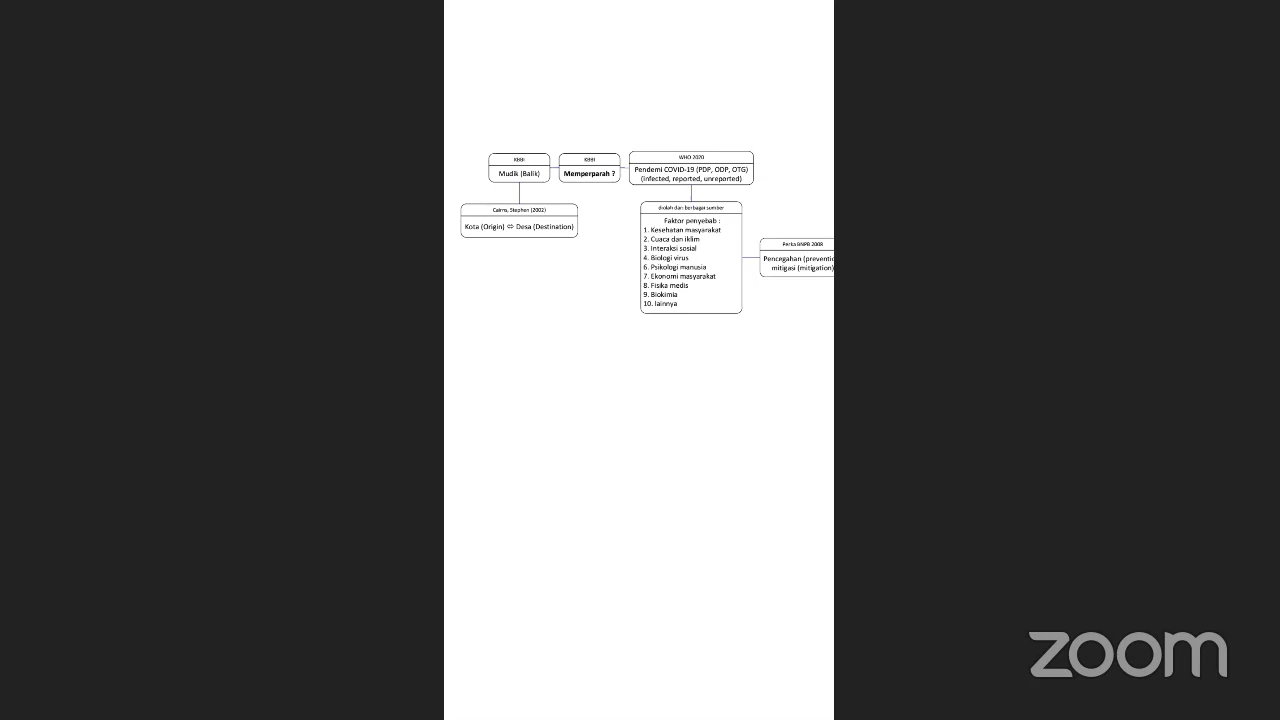 KBBI
Mudik (Balik)
KBBI
Memperparah ?
WHO 2020
Pendemi COVID-19 (PDP, ODP, OTG)
(infected, reported, unreported)
Cairns, Stephen (2002)
Kota (Origin) ⇔ Desa (Destination)
diolah dari berbagai sumber
Faktor penyebab :
1. Kesehatan masyarakat
2. Cuaca dan iklim
3. Interaksi sosial
4. Biologi virus
6. Psikologi manusia
7. Ekonomi masyarakat
8. Fisika medis
9. Biokimia
10. lainnya
Perka BNPB 2008
Pencegahan (preventio
mitigasi (mitigation)
zoom